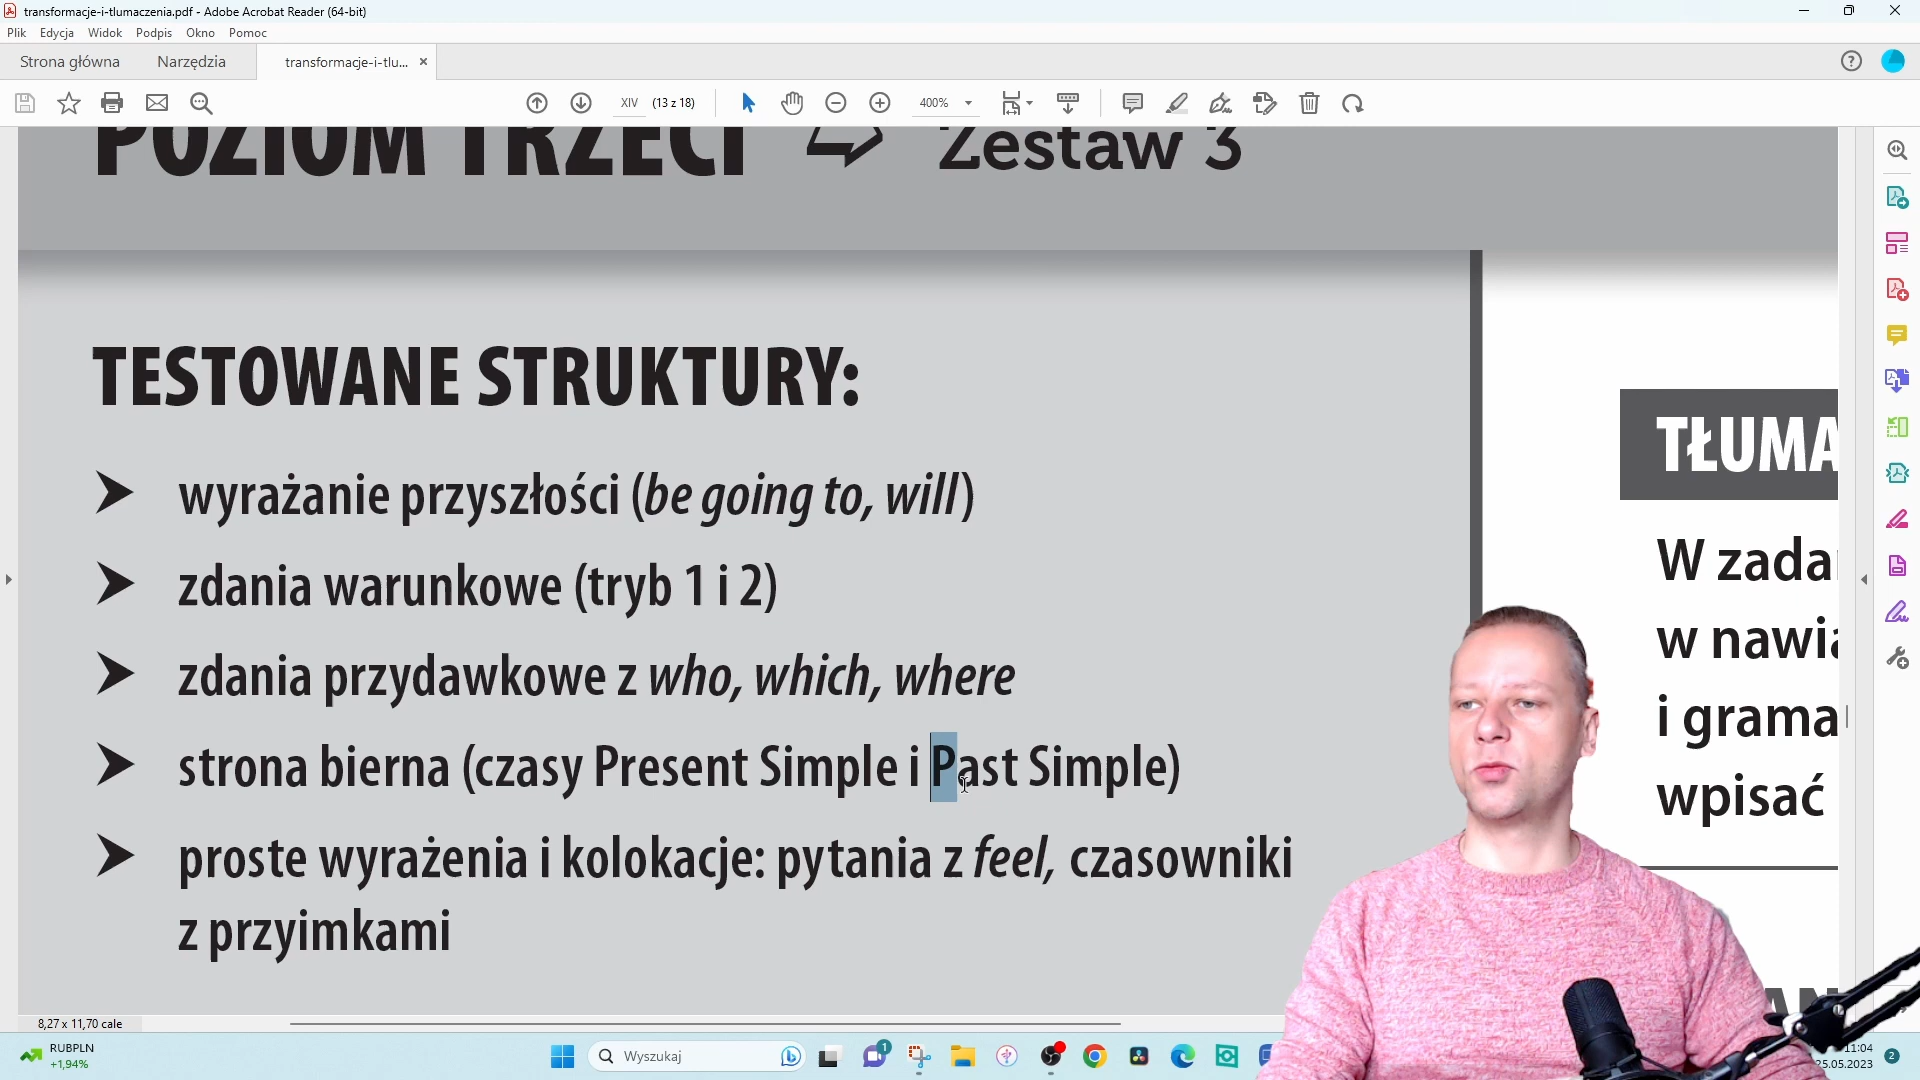 transformacje-i-tlumaczenia.pdf - Adobe Acrobat Reader (64-bit)
Plik Edycja Widok Podpis Okno Pomoc
Strona główna Narzędzia transformacje-i-tlu... ×
XIV (13 z 18) 400%
POZIOM TRZECI Zestaw 3
TESTOWANE STRUKTURY:
wyrażanie przyszłości (be going to, will)
zdania warunkowe (tryb 1 i 2)
zdania przydawkowe z who, which, where
strona bierna (czasy Present Simple i Past Simple)
proste wyrażenia i kolokacje: pytania z feel, czasowniki
z przyimkami
TŁUMA
W zada
w nawia
i grama
wpisać
8,27 x 11,70 cale
RUBPLN
+1,94%
Wyszukaj
1
11:04
25.05.2023
2